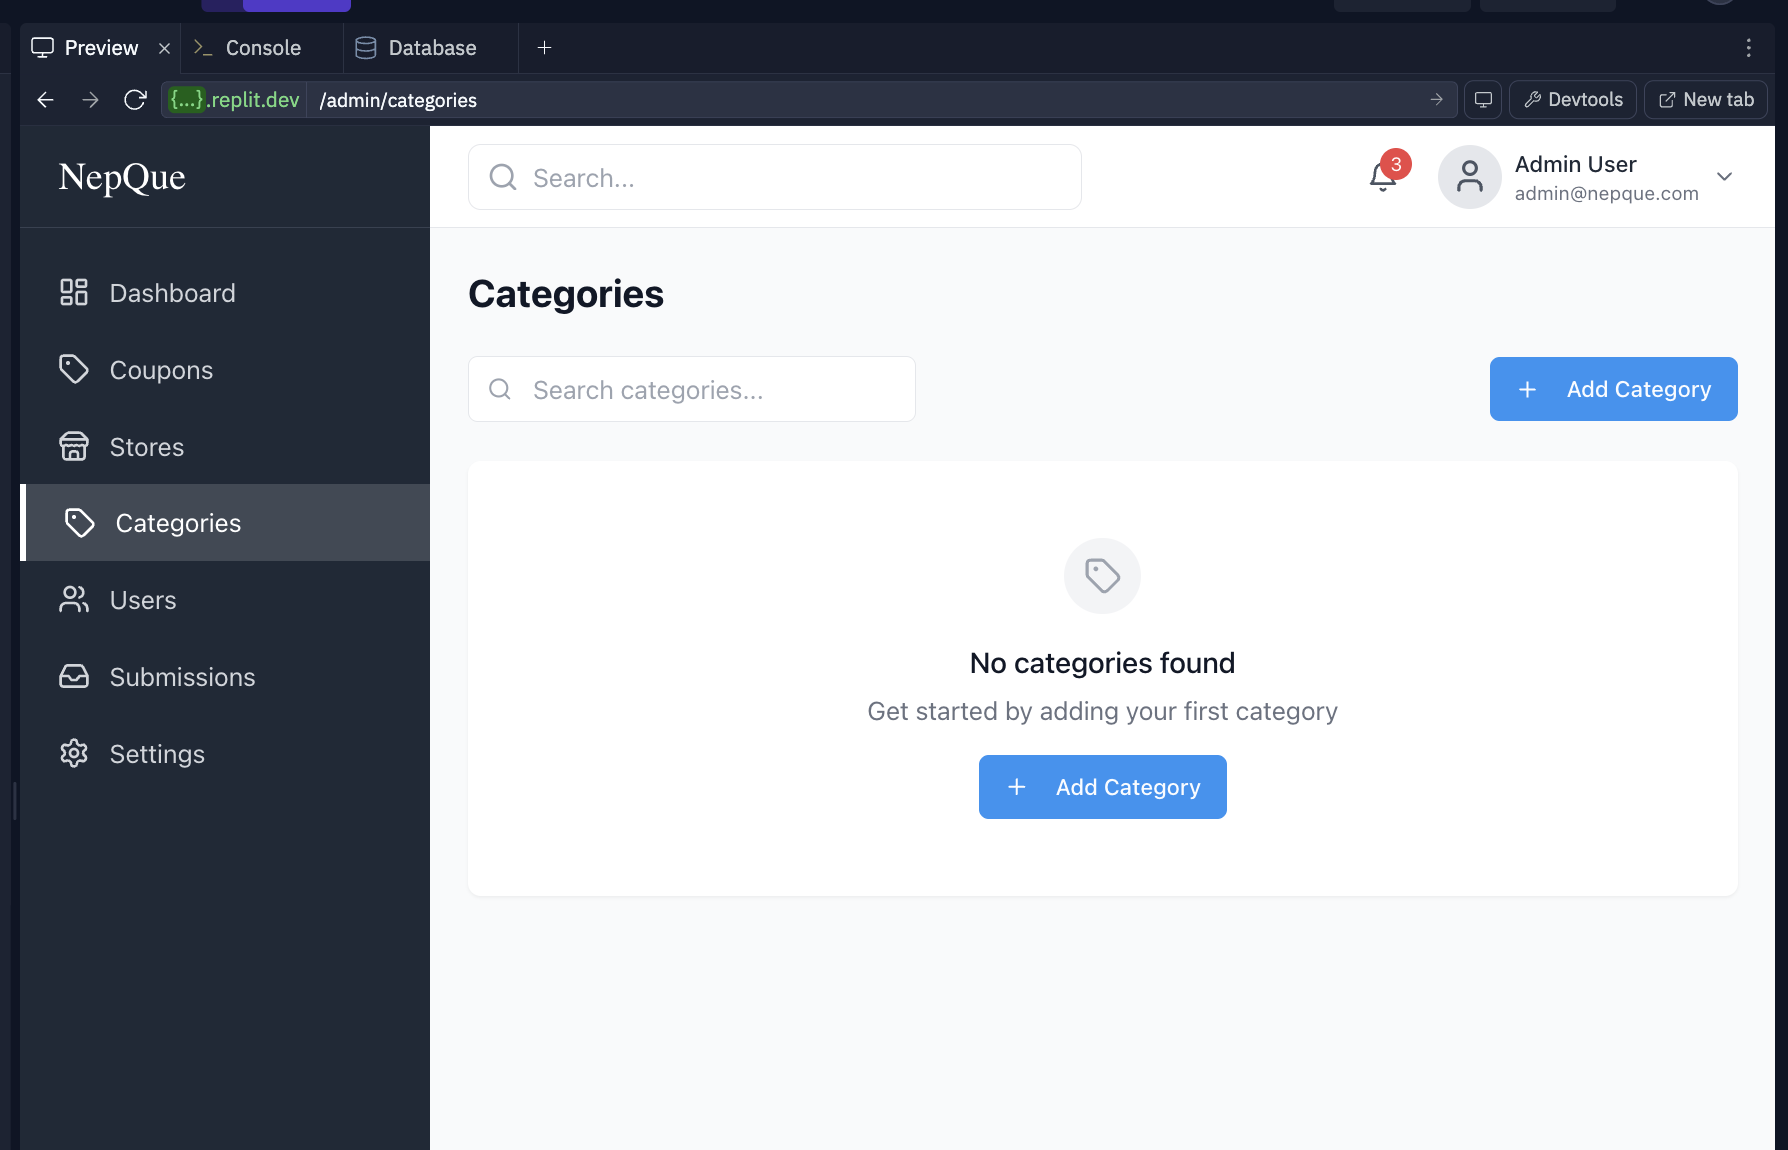 Preview
Console
Database
{...}.replit.dev /admin/categories
Devtools
New tab
NepQue
Search...
3
Admin User
admin@nepque.com
Dashboard
Coupons
Stores
Categories
Users
Submissions
Settings
Categories
Search categories...
Add Category
No categories found
Get started by adding your first category
Add Category